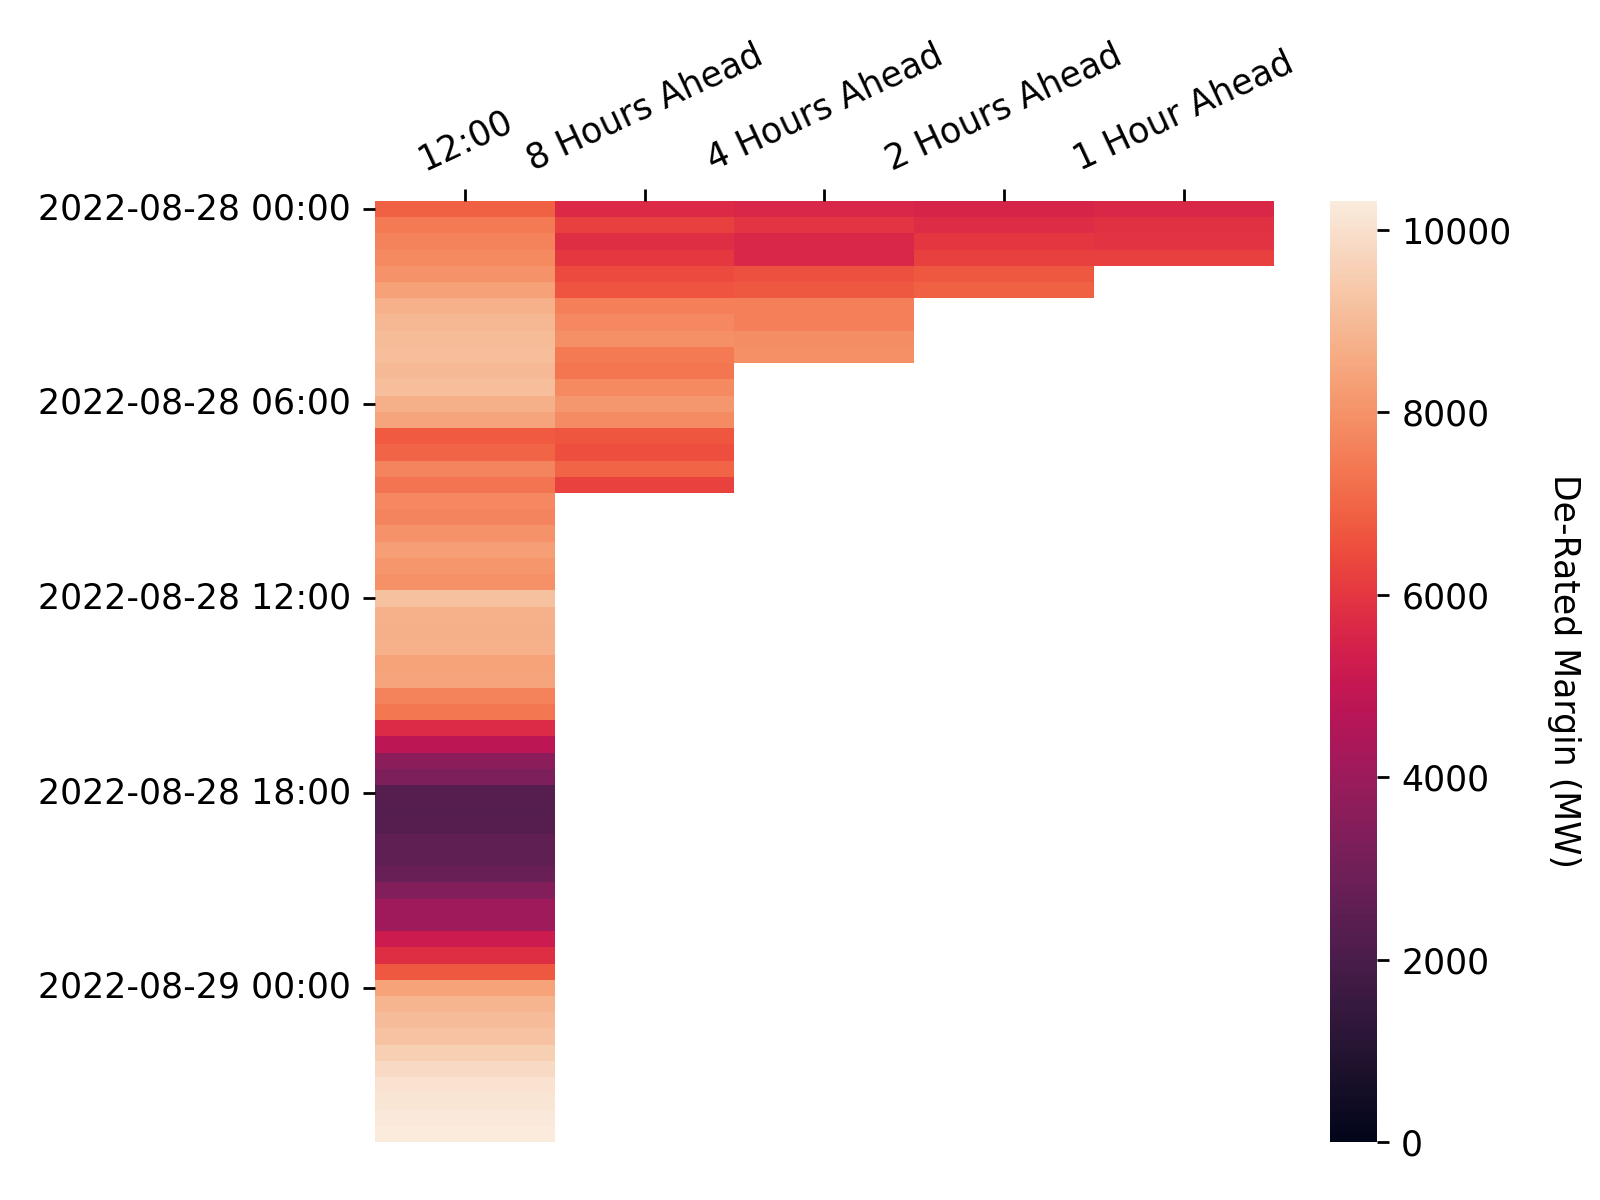 12:00
8 Hours Ahead
4 Hours Ahead
2 Hours Ahead
1 Hour Ahead
2022-08-28 00:00
2022-08-28 06:00
2022-08-28 12:00
2022-08-28 18:00
2022-08-29 00:00
10000
8000
6000
4000
2000
0
De-Rated Margin (MW)